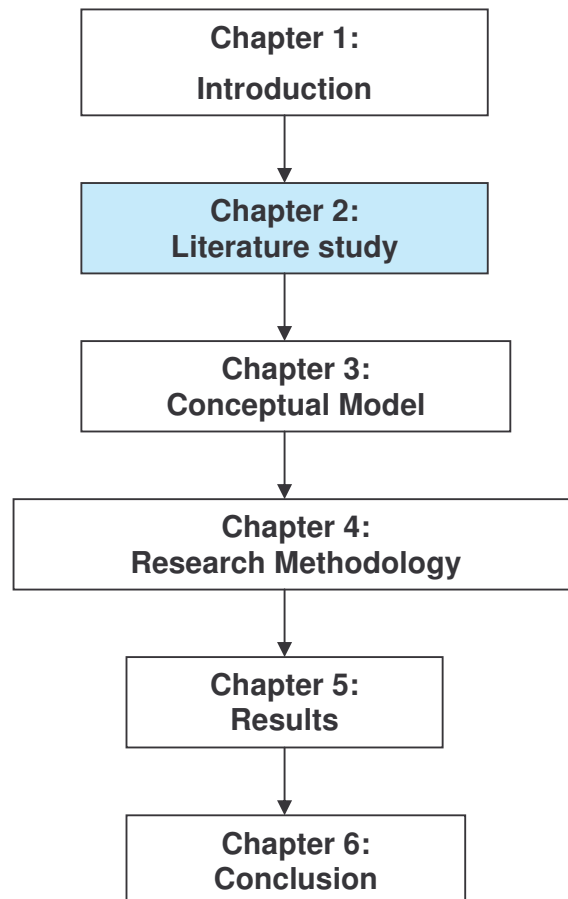 Chapter 1:
Introduction
Chapter 2:
Literature study
Chapter 3:
Conceptual Model
Chapter 4:
Research Methodology
Chapter 5:
Results
Chapter 6:
Conclusion